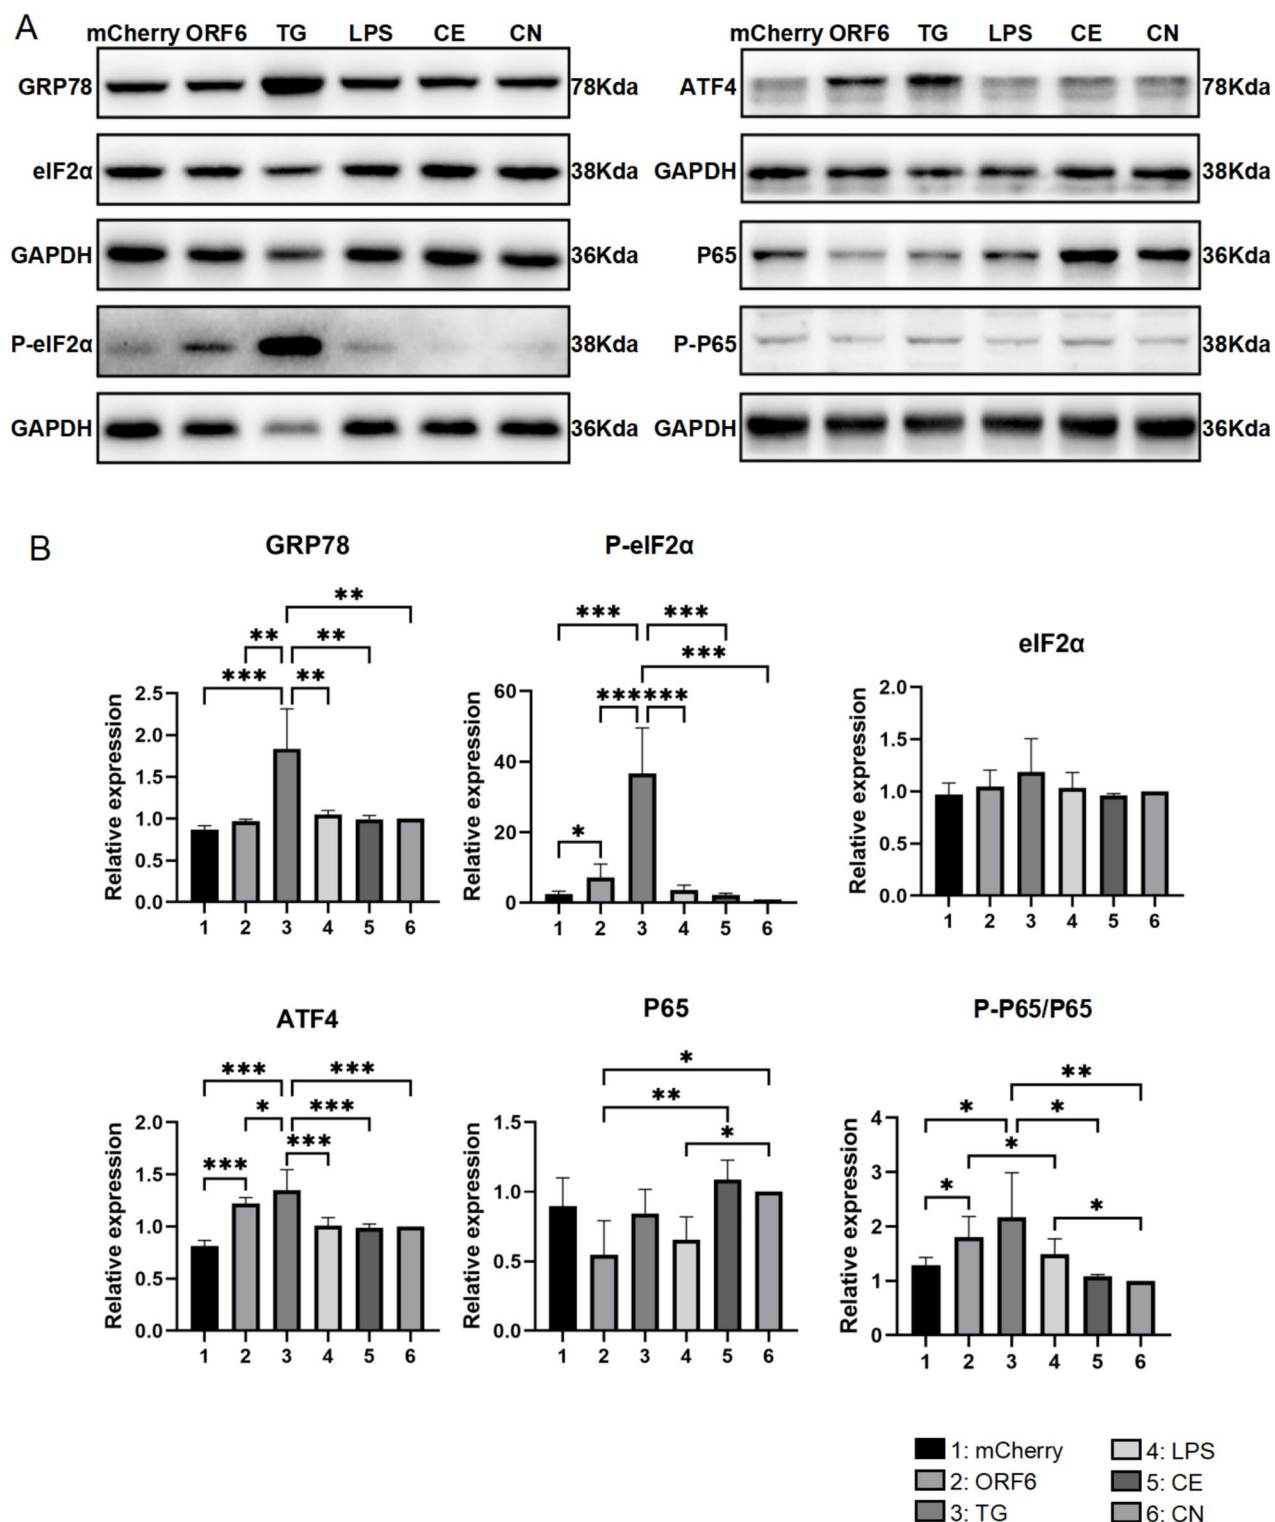 A
mCherry ORF6 TG LPS CE CN
GRP78 78Kda
eIF2α 38Kda
GAPDH 36Kda
P-eIF2α 38Kda
GAPDH 36Kda
mCherry ORF6 TG LPS CE CN
ATF4 78Kda
GAPDH 38Kda
P65 36Kda
P-P65 38Kda
GAPDH 36Kda
B
GRP78
**
** **
*** **
Relative expression
2.5
2.0
1.5
1.0
0.5
0.0
1 2 3 4 5 6
P-eIF2α
*** ***
***
******
*
Relative expression
60
40
20
0
1 2 3 4 5 6
eIF2α
Relative expression
2.0
1.5
1.0
0.5
0.0
1 2 3 4 5 6
ATF4
*** ***
* ***
*** ***
Relative expression
2.0
1.5
1.0
0.5
0.0
1 2 3 4 5 6
P65
*
**
*
Relative expression
1.5
1.0
0.5
0.0
1 2 3 4 5 6
P-P65/P65
**
* *
*
* *
Relative expression
4
3
2
1
0
1 2 3 4 5 6
1: mCherry
2: ORF6
3: TG
4: LPS
5: CE
6: CN